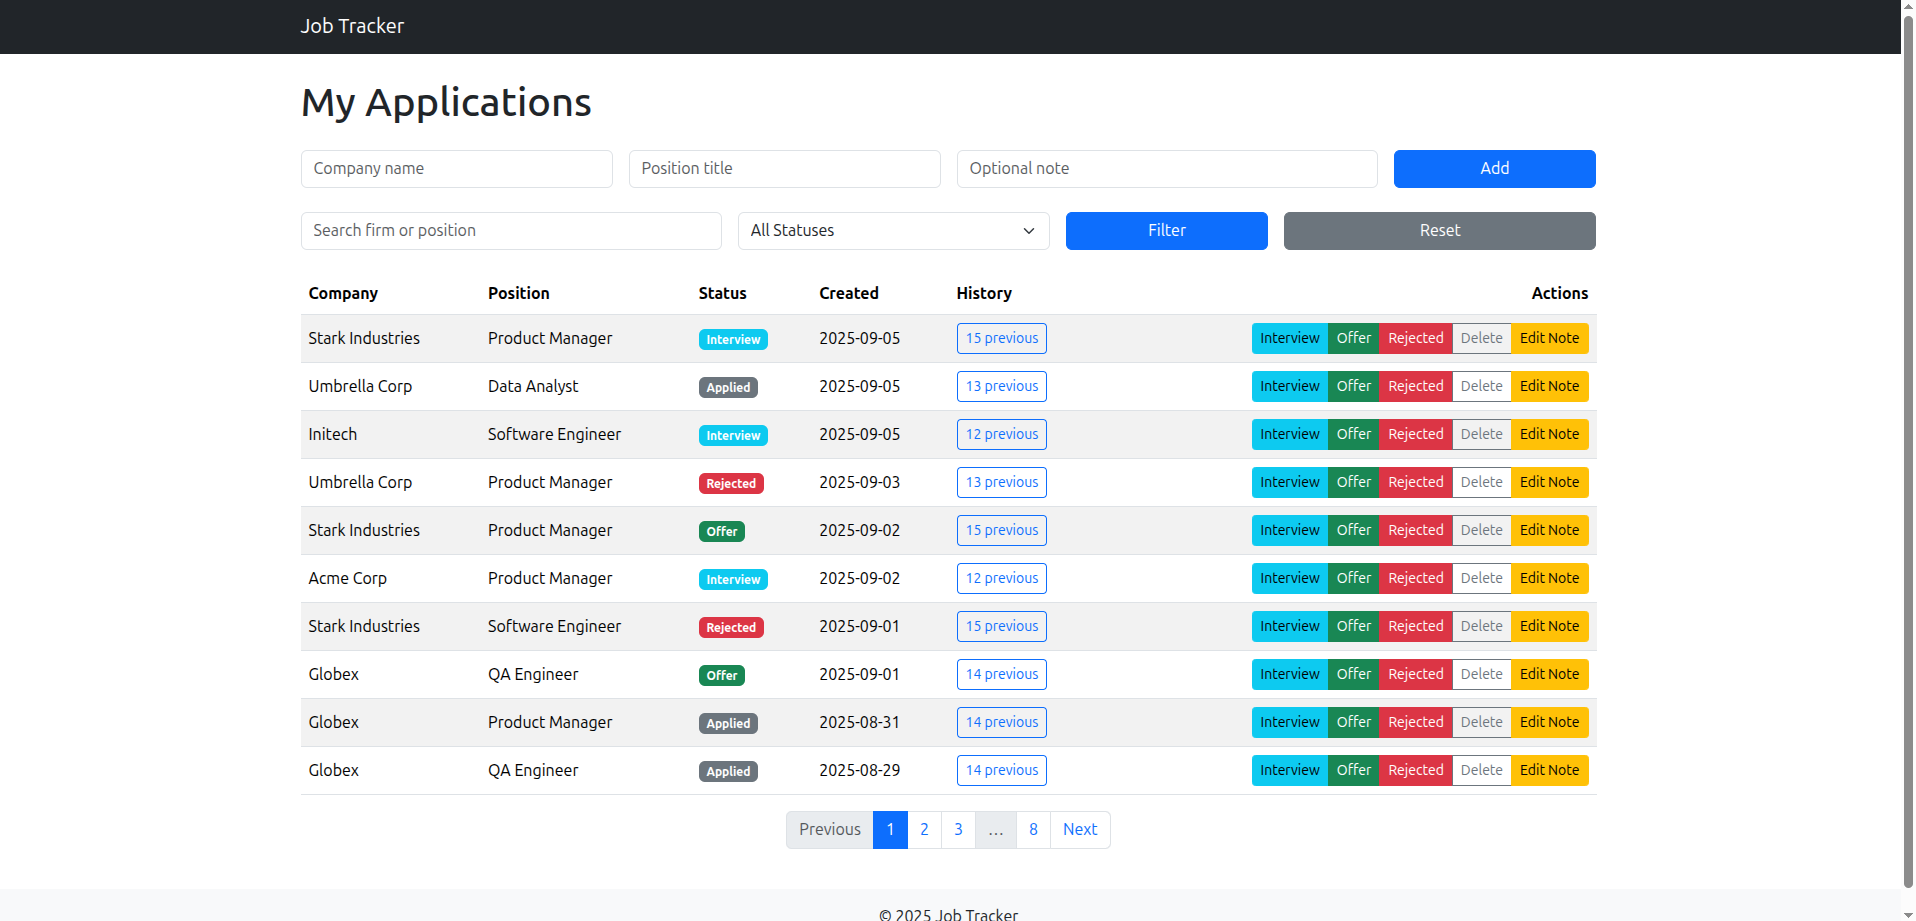 Job Tracker
My Applications
Company name Position title Optional note Add
Search firm or position All Statuses Filter Reset
Company Position Status Created History Actions
Stark Industries Product Manager Interview 2025-09-05 15 previous Interview Offer Rejected Delete Edit Note
Umbrella Corp Data Analyst Applied 2025-09-05 13 previous Interview Offer Rejected Delete Edit Note
Initech Software Engineer Interview 2025-09-05 12 previous Interview Offer Rejected Delete Edit Note
Umbrella Corp Product Manager Rejected 2025-09-03 13 previous Interview Offer Rejected Delete Edit Note
Stark Industries Product Manager Offer 2025-09-02 15 previous Interview Offer Rejected Delete Edit Note
Acme Corp Product Manager Interview 2025-09-02 12 previous Interview Offer Rejected Delete Edit Note
Stark Industries Software Engineer Rejected 2025-09-01 15 previous Interview Offer Rejected Delete Edit Note
Globex QA Engineer Offer 2025-09-01 14 previous Interview Offer Rejected Delete Edit Note
Globex Product Manager Applied 2025-08-31 14 previous Interview Offer Rejected Delete Edit Note
Globex QA Engineer Applied 2025-08-29 14 previous Interview Offer Rejected Delete Edit Note
Previous 1 2 3 … 8 Next
© 2025 Job Tracker